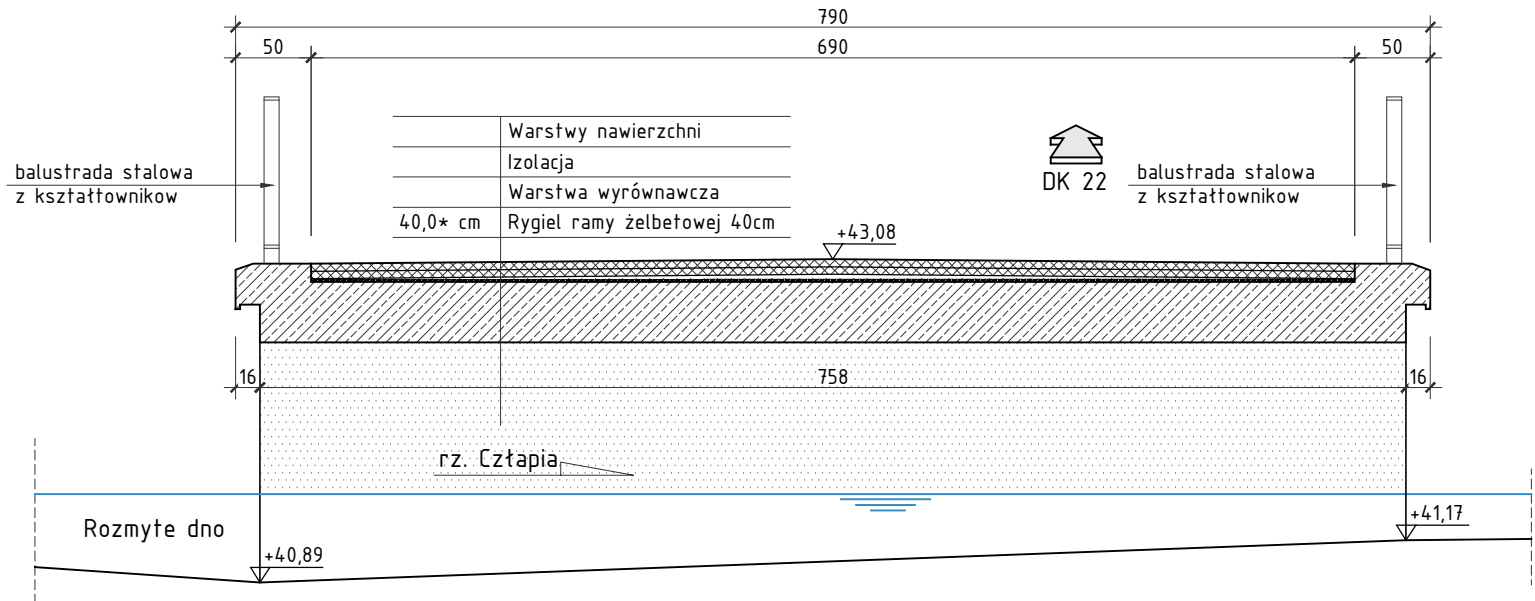 790
50
690
50
Warstwy nawierzchni
Izolacja
Warstwa wyrównawcza
40,0* cm Rygiel ramy żelbetowej 40cm
balustrada stalowa
z kształtownikow
DK 22
balustrada stalowa
z kształtownikow
+43,08
16
758
16
rz. Człapia
Rozmyte dno
+41,17
+40,89